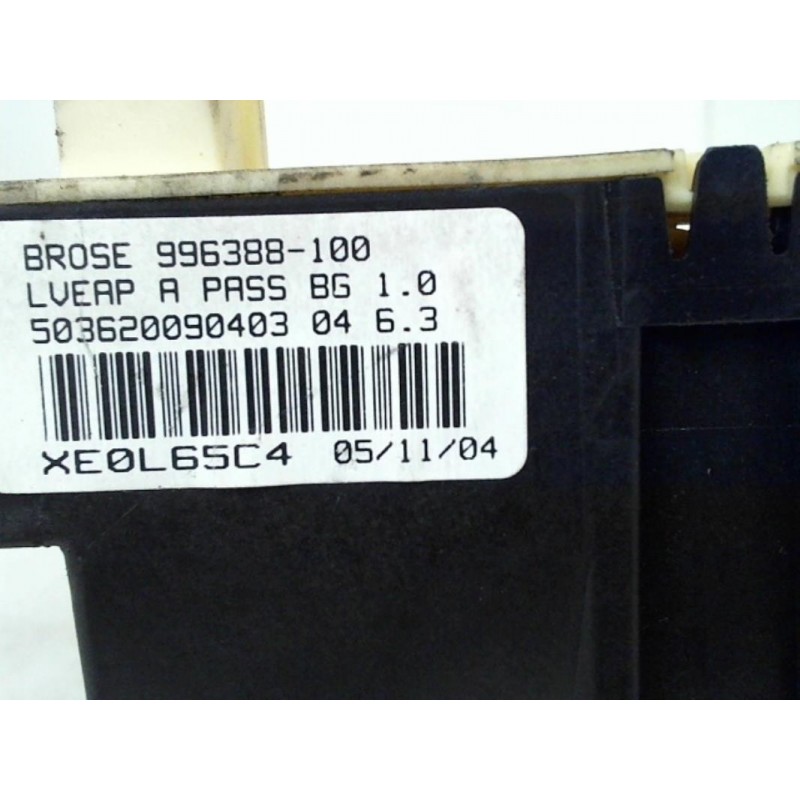 BROSE 996388-100
LVEAP A PASS BG 1.0
503620090403 04 6.3
XE0L65C4 05/11/04